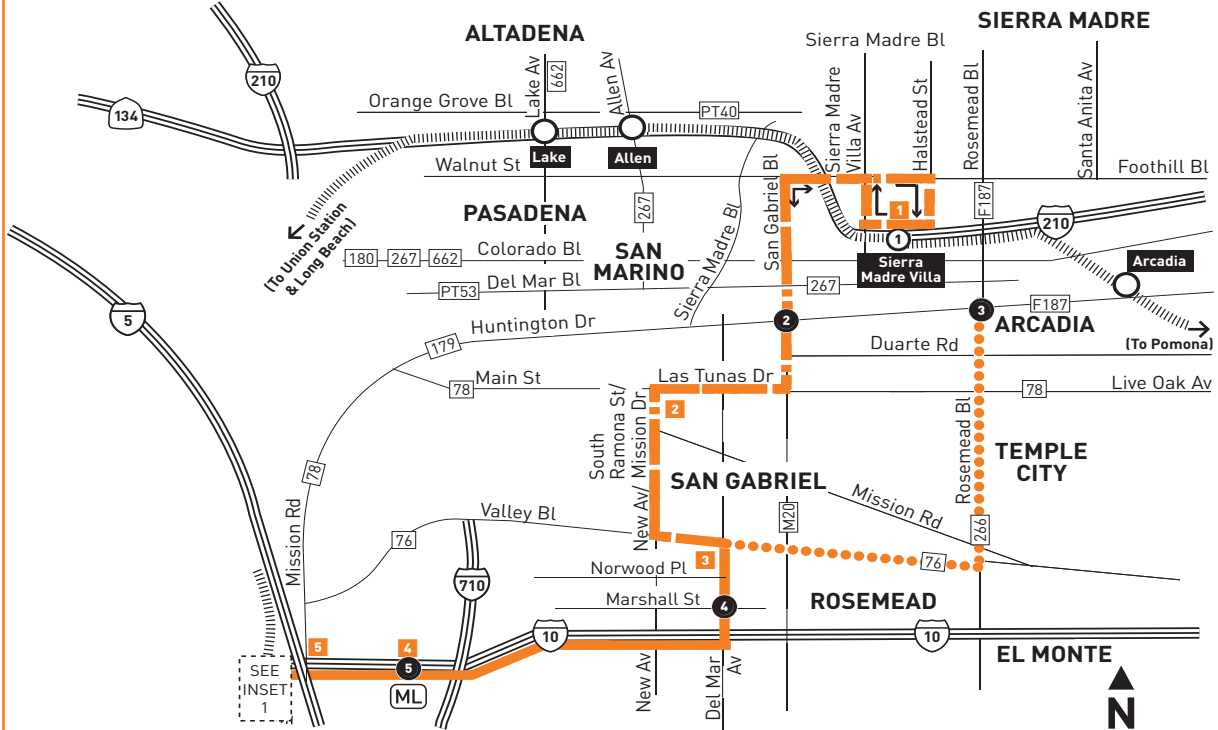 SIERRA MADRE
ALTADENA
Sierra Madre Bl
210
Lake Av
662
Allen Av
Sierra Madre
Villa Av
Halstead St
Rosemead Bl
Santa Anita Av
134
Orange Grove Bl
PT40
Lake
Allen
Walnut St
Foothill Bl
San Gabriel Bl
1
F187
210
(To Union Station
& Long Beach)
PASADENA
267
Sierra Madre Bl
1
180
267
662
Colorado Bl
SAN
MARINO
Sierra
Madre Villa
Arcadia
PT53
Del Mar Bl
267
F187
5
Huntington Dr
2
3
ARCADIA
179
Duarte Rd
(To Pomona)
78
Main St
Las Tunas Dr
78
Live Oak Av
South
Ramona St/
New Av/ Mission Dr
2
Rosemead Bl
TEMPLE
CITY
78
SAN GABRIEL
Mission Rd
Mission Rd
M20
266
Valley Bl
76
76
3
710
Norwood Pl
Marshall St
4
ROSEMEAD
10
10
5
4
5
EL MONTE
SEE
INSET
1
ML
New Av
Del Mar
Av
N